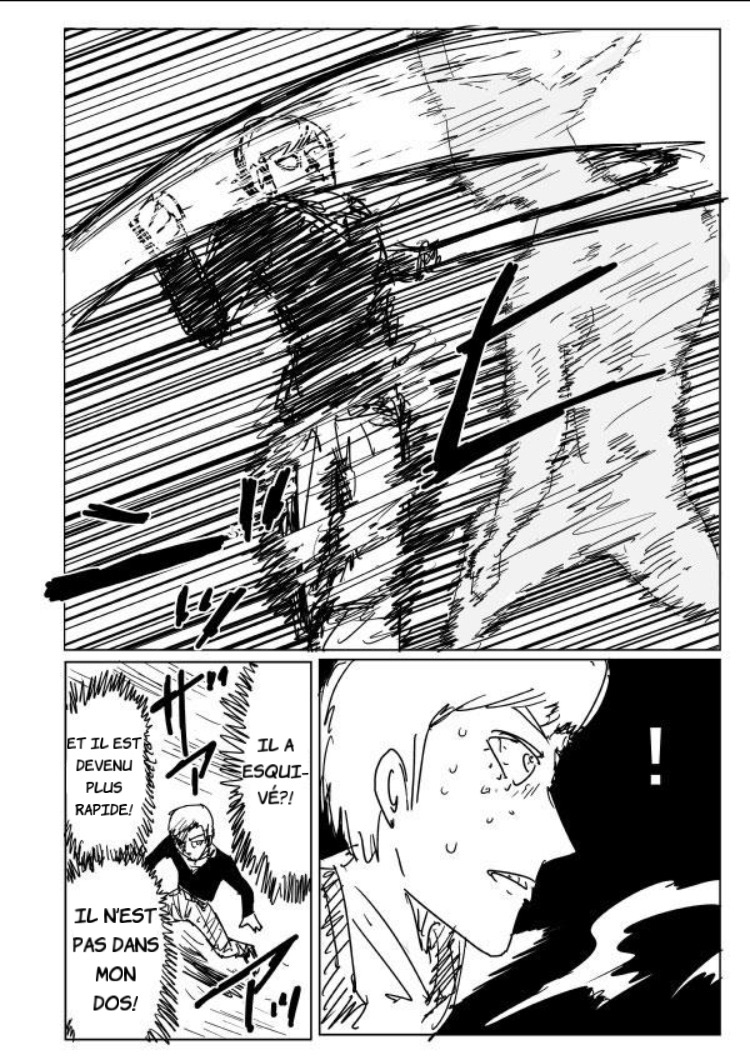 !
IL A
ESQUI-
VÉ?!
ET IL EST
DEVENU
PLUS
RAPIDE!
IL N'EST
PAS DANS
MON
DOS!